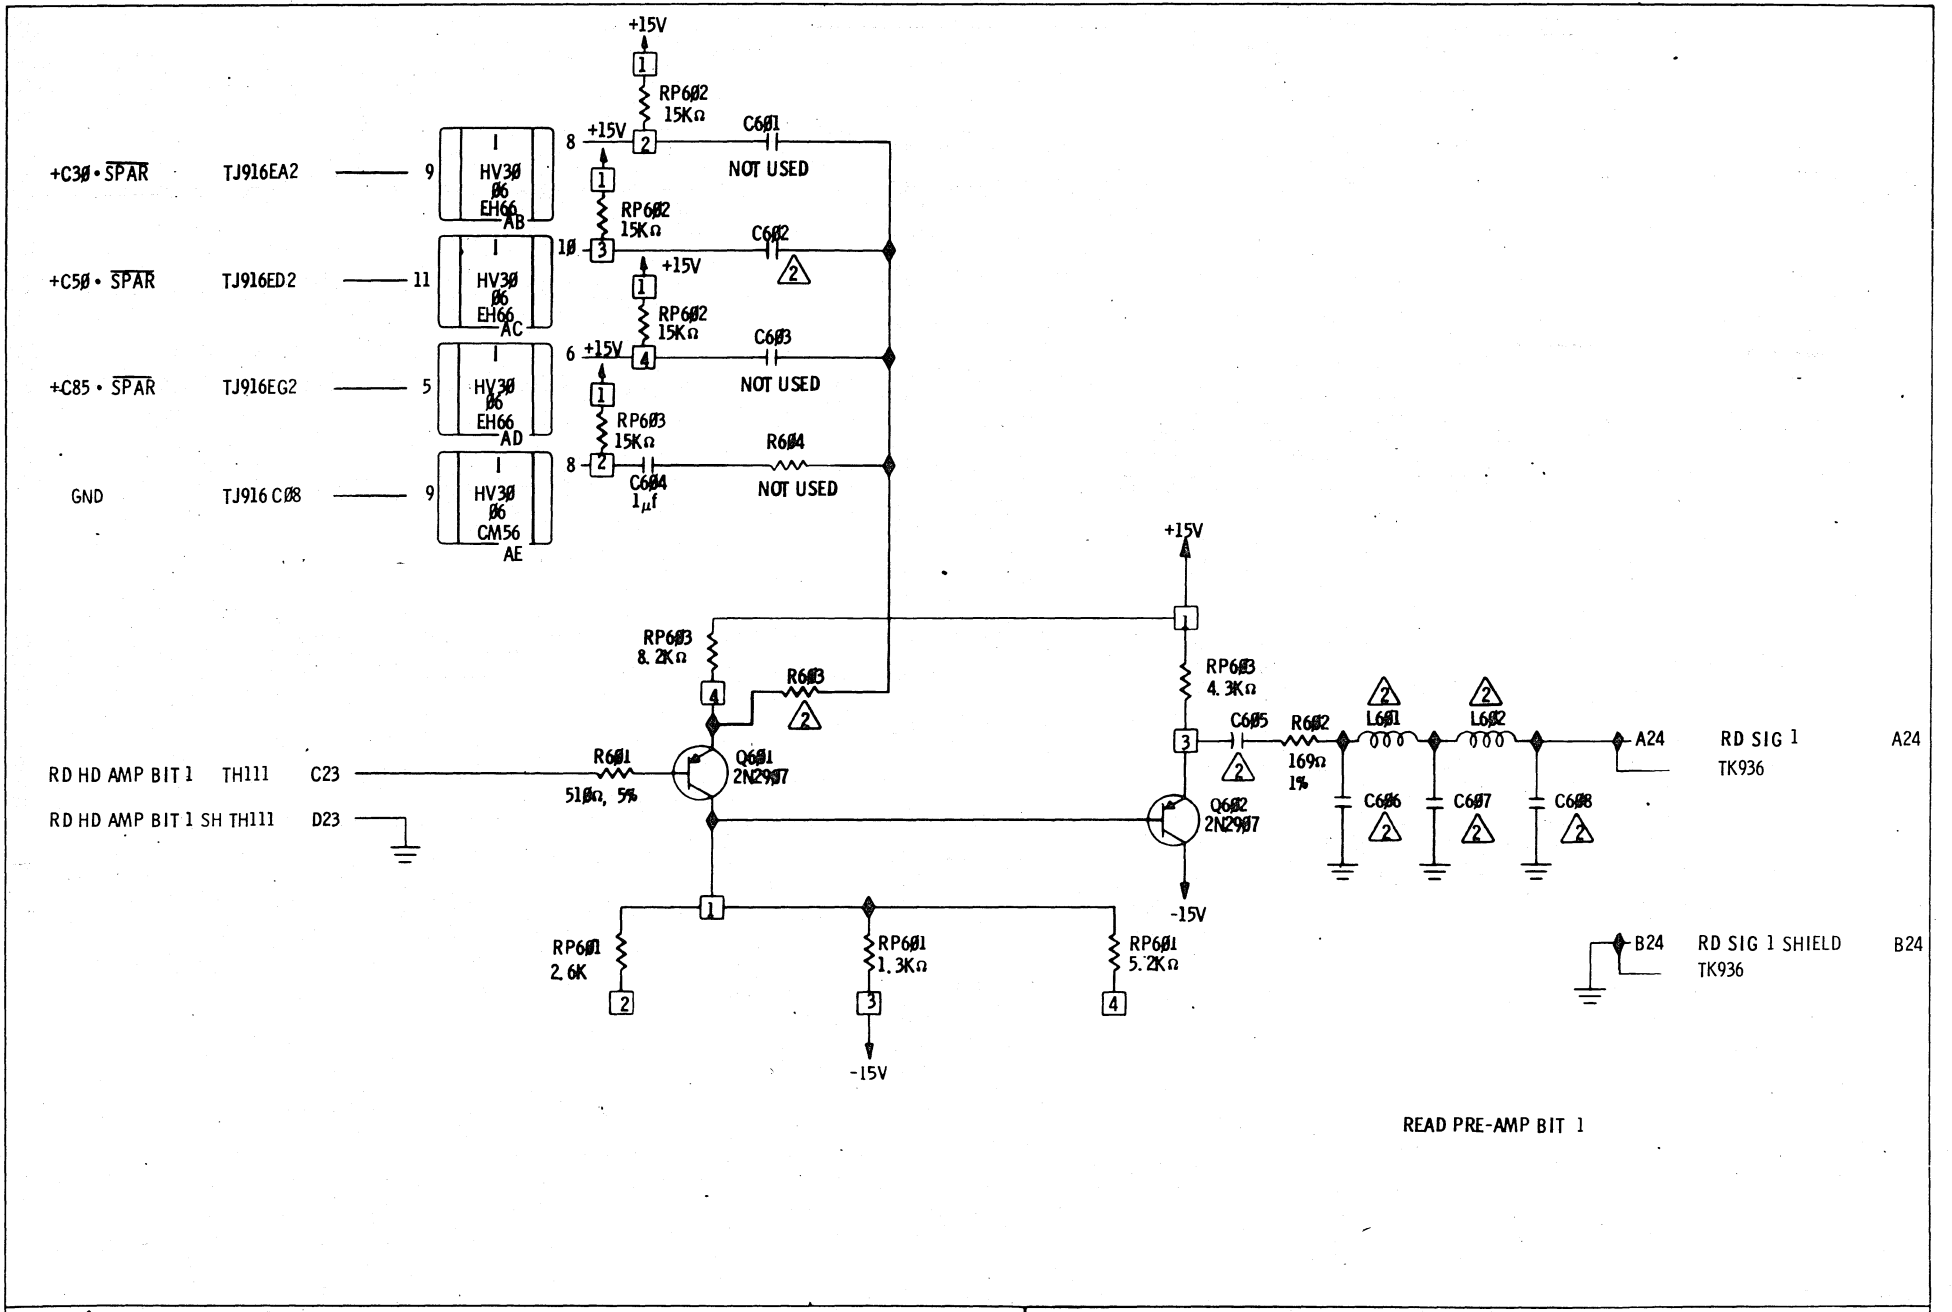 +15V
1
RP6Ø2
15KΩ
C6Ø1
8
+15V
2
NOT USED
+C3Ø • SPAR
TJ916EA2
9
I
HV3Ø
Ø6
EH66
AB
1
RP6Ø2
15KΩ
C6Ø2
1Ø
3
2
+15V
+C5Ø • SPAR
TJ916ED2
11
I
HV3Ø
Ø6
EH66
AC
1
RP6Ø2
15KΩ
C6Ø3
6
+15V
4
NOT USED
+C85 • SPAR
TJ916EG2
5
I
HV3Ø
Ø6
EH66
AD
1
RP6Ø3
15KΩ
R6Ø4
8
2
C6Ø4
1μf
NOT USED
GND
TJ916 CØ8
9
I
HV3Ø
Ø6
CM56
AE
+15V
1
RP6Ø3
8.2KΩ
4
R6Ø3
2
RP6Ø3
4.3KΩ
3
C6Ø5
2
R6Ø2
169Ω
1%
2
L6Ø1
2
L6Ø2
A24
RD SIG 1
A24
TK936
RD HD AMP BIT 1
TH111
C23
R6Ø1
51ØΩ, 5%
Q6Ø1
2N29Ø7
C6Ø6
2
C6Ø7
2
C6Ø8
2
RD HD AMP BIT 1 SH TH111
D23
Q6Ø2
2N29Ø7
-15V
1
RP6Ø1
2.6K
2
RP6Ø1
1.3KΩ
3
RP6Ø1
5.2KΩ
4
-15V
B24
RD SIG 1 SHIELD
B24
TK936
READ PRE-AMP BIT 1